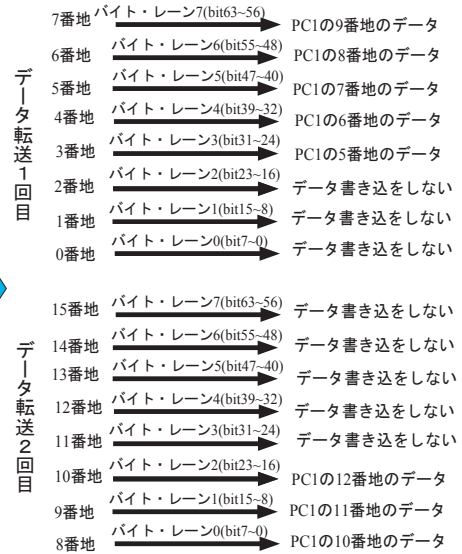 データ転送1回目
7番地 バイト・レーン7(bit63~56) PC1の9番地のデータ
6番地 バイト・レーン6(bit55~48) PC1の8番地のデータ
5番地 バイト・レーン5(bit47~40) PC1の7番地のデータ
4番地 バイト・レーン4(bit39~32) PC1の6番地のデータ
3番地 バイト・レーン3(bit31~24) PC1の5番地のデータ
2番地 バイト・レーン2(bit23~16) データ書き込をしない
1番地 バイト・レーン1(bit15~8) データ書き込をしない
0番地 バイト・レーン0(bit7~0) データ書き込をしない
データ転送2回目
15番地 バイト・レーン7(bit63~56) データ書き込をしない
14番地 バイト・レーン6(bit55~48) データ書き込をしない
13番地 バイト・レーン5(bit47~40) データ書き込をしない
12番地 バイト・レーン4(bit39~32) データ書き込をしない
11番地 バイト・レーン3(bit31~24) データ書き込をしない
10番地 バイト・レーン2(bit23~16) PC1の12番地のデータ
9番地 バイト・レーン1(bit15~8) PC1の11番地のデータ
8番地 バイト・レーン0(bit7~0) PC1の10番地のデータ